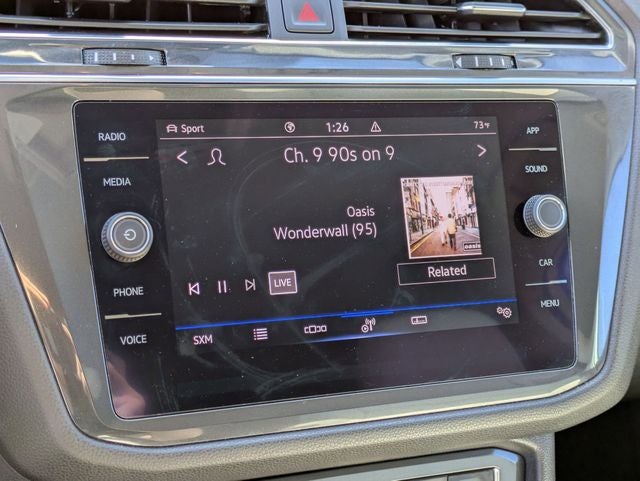 RADIO
MEDIA
PHONE
VOICE
Sport 1:26 73°F
Ch. 9 90s on 9
Oasis
Wonderwall (95)
oasis
Related
LIVE
SXM
APP
SOUND
CAR
MENU